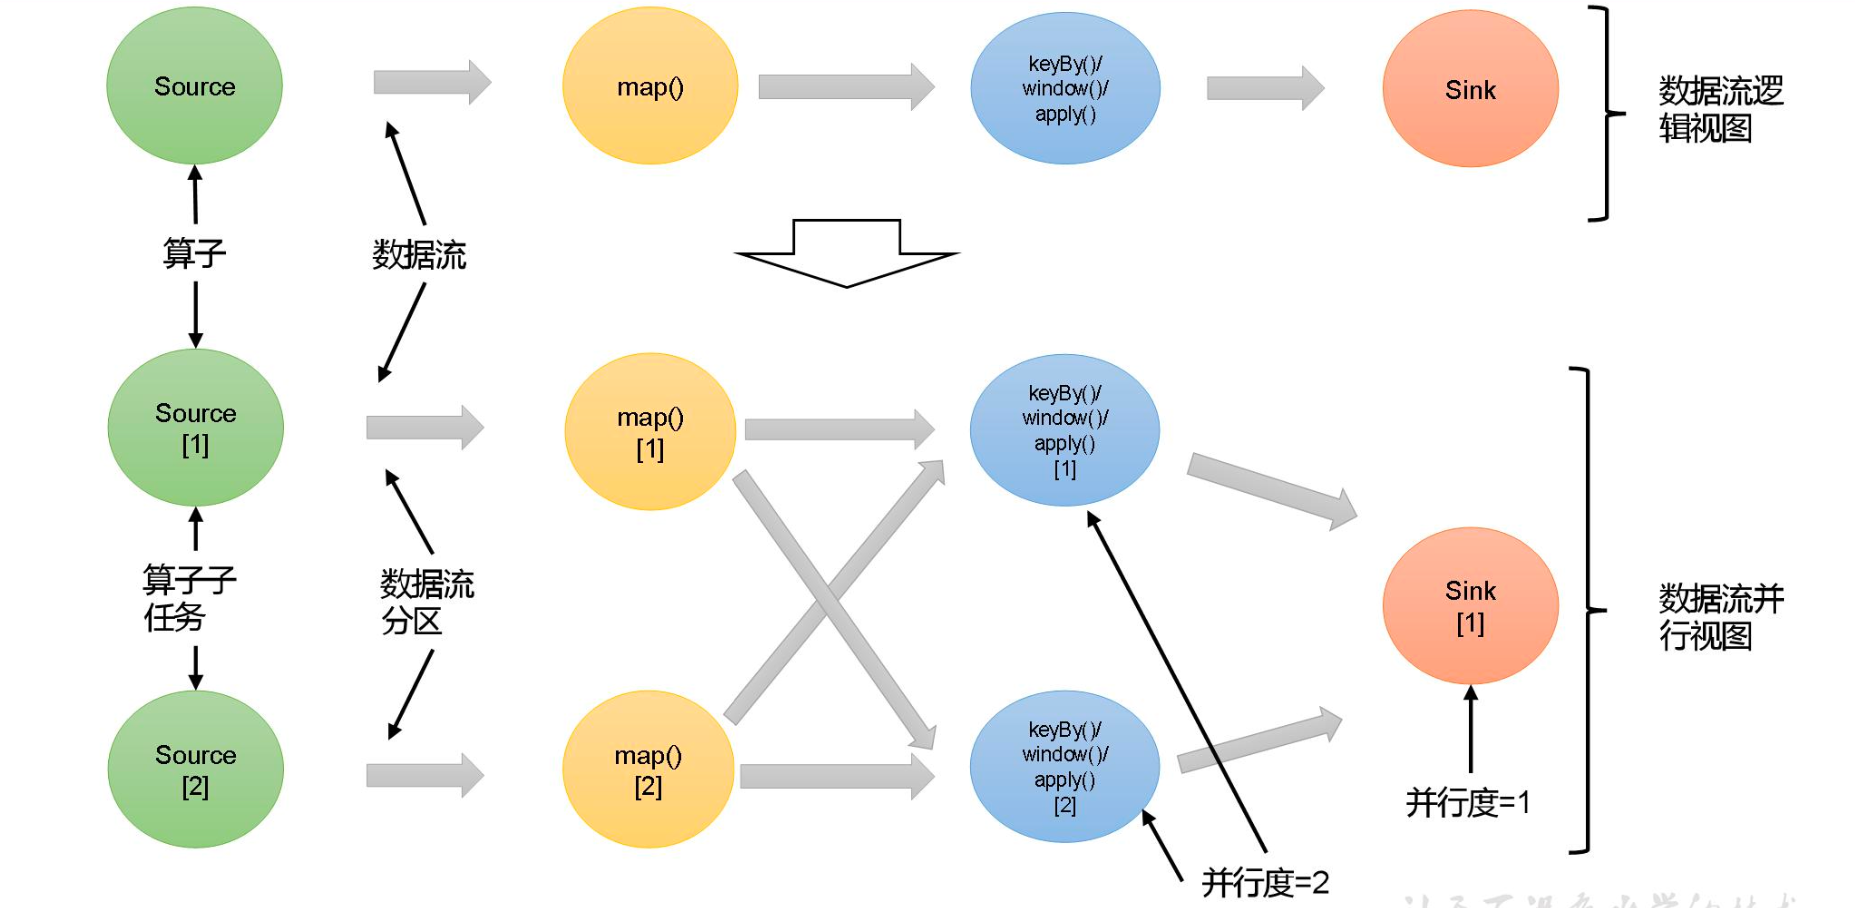 Source
map()
keyBy()/
window()/
apply()
Sink
数据流逻
辑视图
算子
数据流
Source
[1]
map()
[1]
keyBy()/
window()/
apply()
[1]
算子子
任务
数据流
分区
Sink
[1]
数据流并
行视图
Source
[2]
map()
[2]
keyBy()/
window()/
apply()
[2]
并行度=1
并行度=2